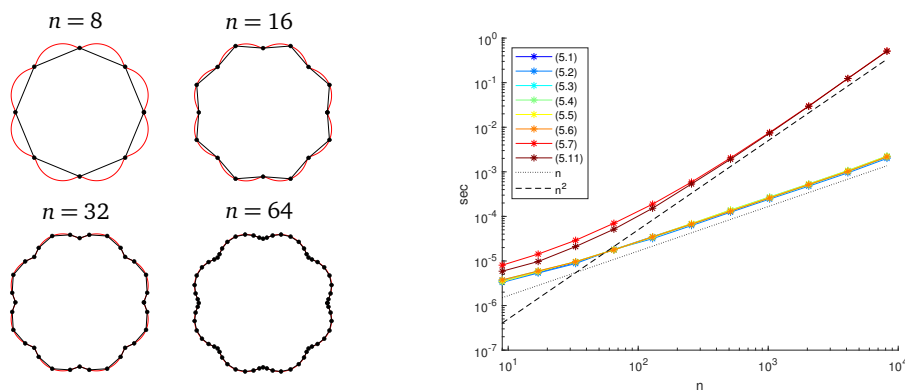 n = 8
n = 16
n = 32
n = 64
10^0
10^-1
10^-2
10^-3
10^-4
10^-5
10^-6
10^-7
sec
(5.1)
(5.2)
(5.3)
(5.4)
(5.5)
(5.6)
(5.7)
(5.11)
n
n^2
10^1
10^2
10^3
10^4
n